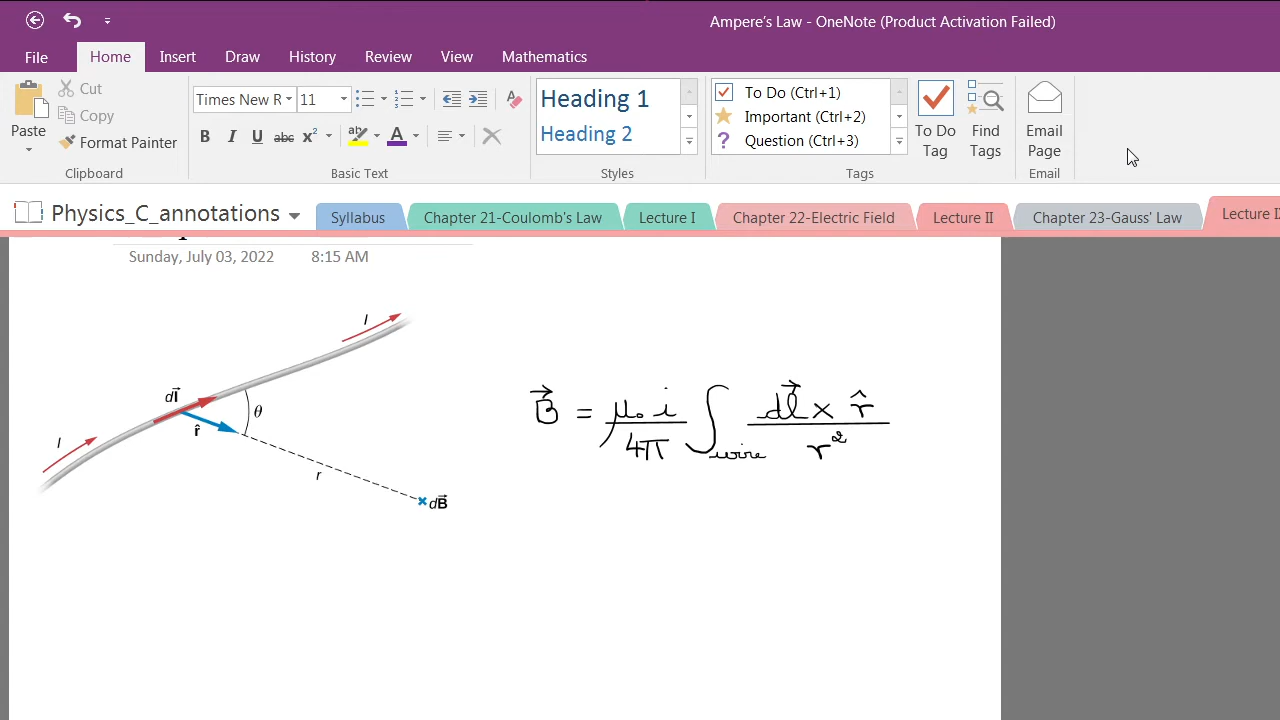 Ampere's Law - OneNote (Product Activation Failed)
File Home Insert Draw History Review View Mathematics
Paste
Cut
Copy
Format Painter
Clipboard
Times New R 11
B I U abc x² A
Basic Text
Heading 1
Heading 2
Styles
To Do (Ctrl+1)
Important (Ctrl+2)
? Question (Ctrl+3)
To Do Tag
Find Tags
Tags
Email Page
Email
Physics_C_annotations Syllabus Chapter 21-Coulomb's Law Lecture I Chapter 22-Electric Field Lecture II Chapter 23-Gauss' Law
Sunday, July 03, 2022 8:15 AM
I
dl⃗
θ
r̂
I
r
dB⃗
B⃗ = μ₀ i / 4π ∫wire dl⃗ x r̂ / r²